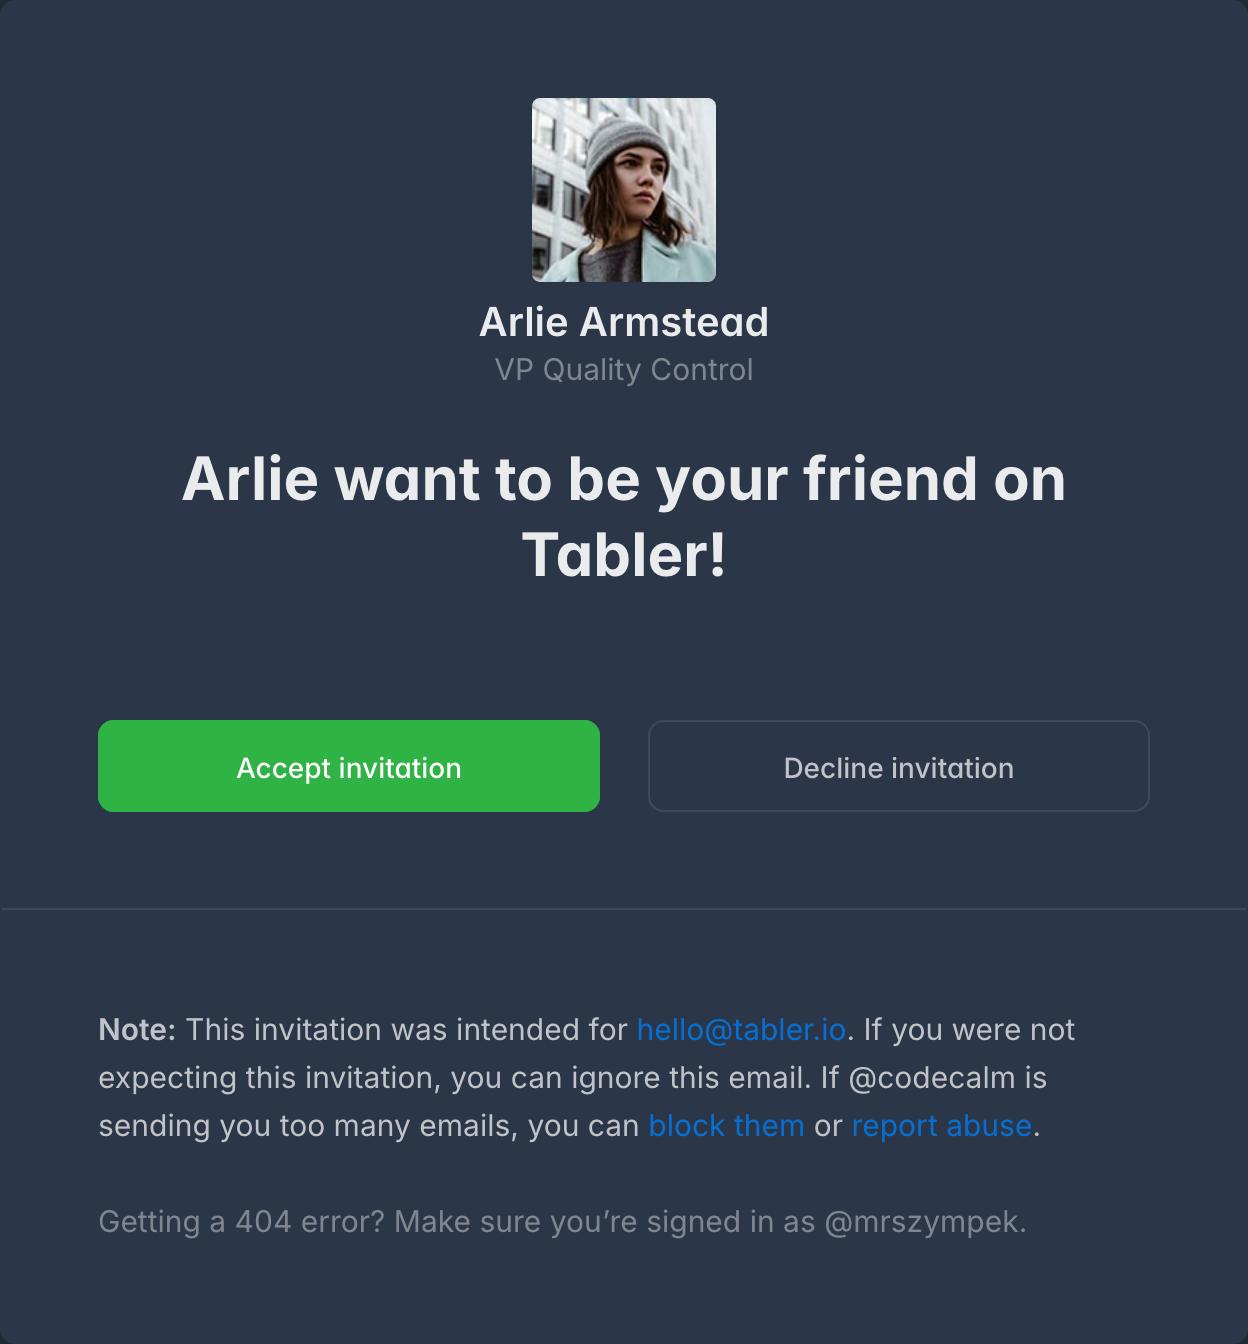 Arlie Armstead
VP Quality Control
Arlie want to be your friend on
Tabler!
Accept invitation
Decline invitation
Note: This invitation was intended for hello@tabler.io. If you were not
expecting this invitation, you can ignore this email. If @codecalm is
sending you too many emails, you can block them or report abuse.
Getting a 404 error? Make sure you’re signed in as @mrszympek.